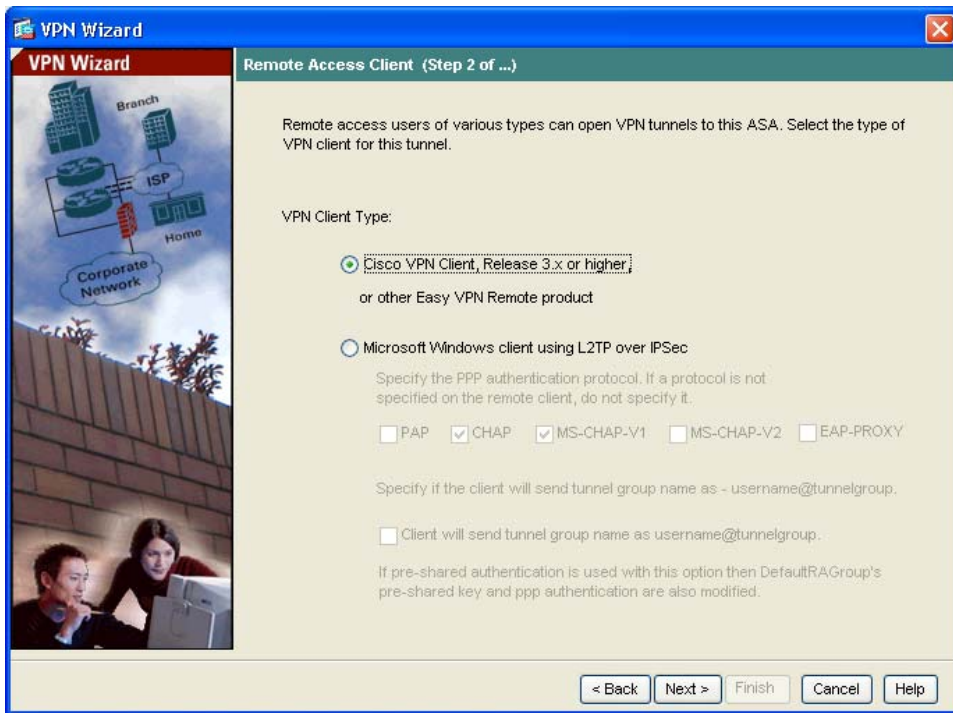 VPN Wizard
VPN Wizard
Branch
ISP
Home
Corporate
Network
Remote Access Client (Step 2 of ...)
Remote access users of various types can open VPN tunnels to this ASA. Select the type of
VPN client for this tunnel.
VPN Client Type:
Cisco VPN Client, Release 3.x or higher,
or other Easy VPN Remote product
Microsoft Windows client using L2TP over IPSec
Specify the PPP authentication protocol. If a protocol is not
specified on the remote client, do not specify it.
PAP CHAP MS-CHAP-V1 MS-CHAP-V2 EAP-PROXY
Specify if the client will send tunnel group name as - username@tunnelgroup.
Client will send tunnel group name as username@tunnelgroup.
If pre-shared authentication is used with this option then DefaultRAGroup's
pre-shared key and ppp authentication are also modified.
< Back Next > Finish Cancel Help